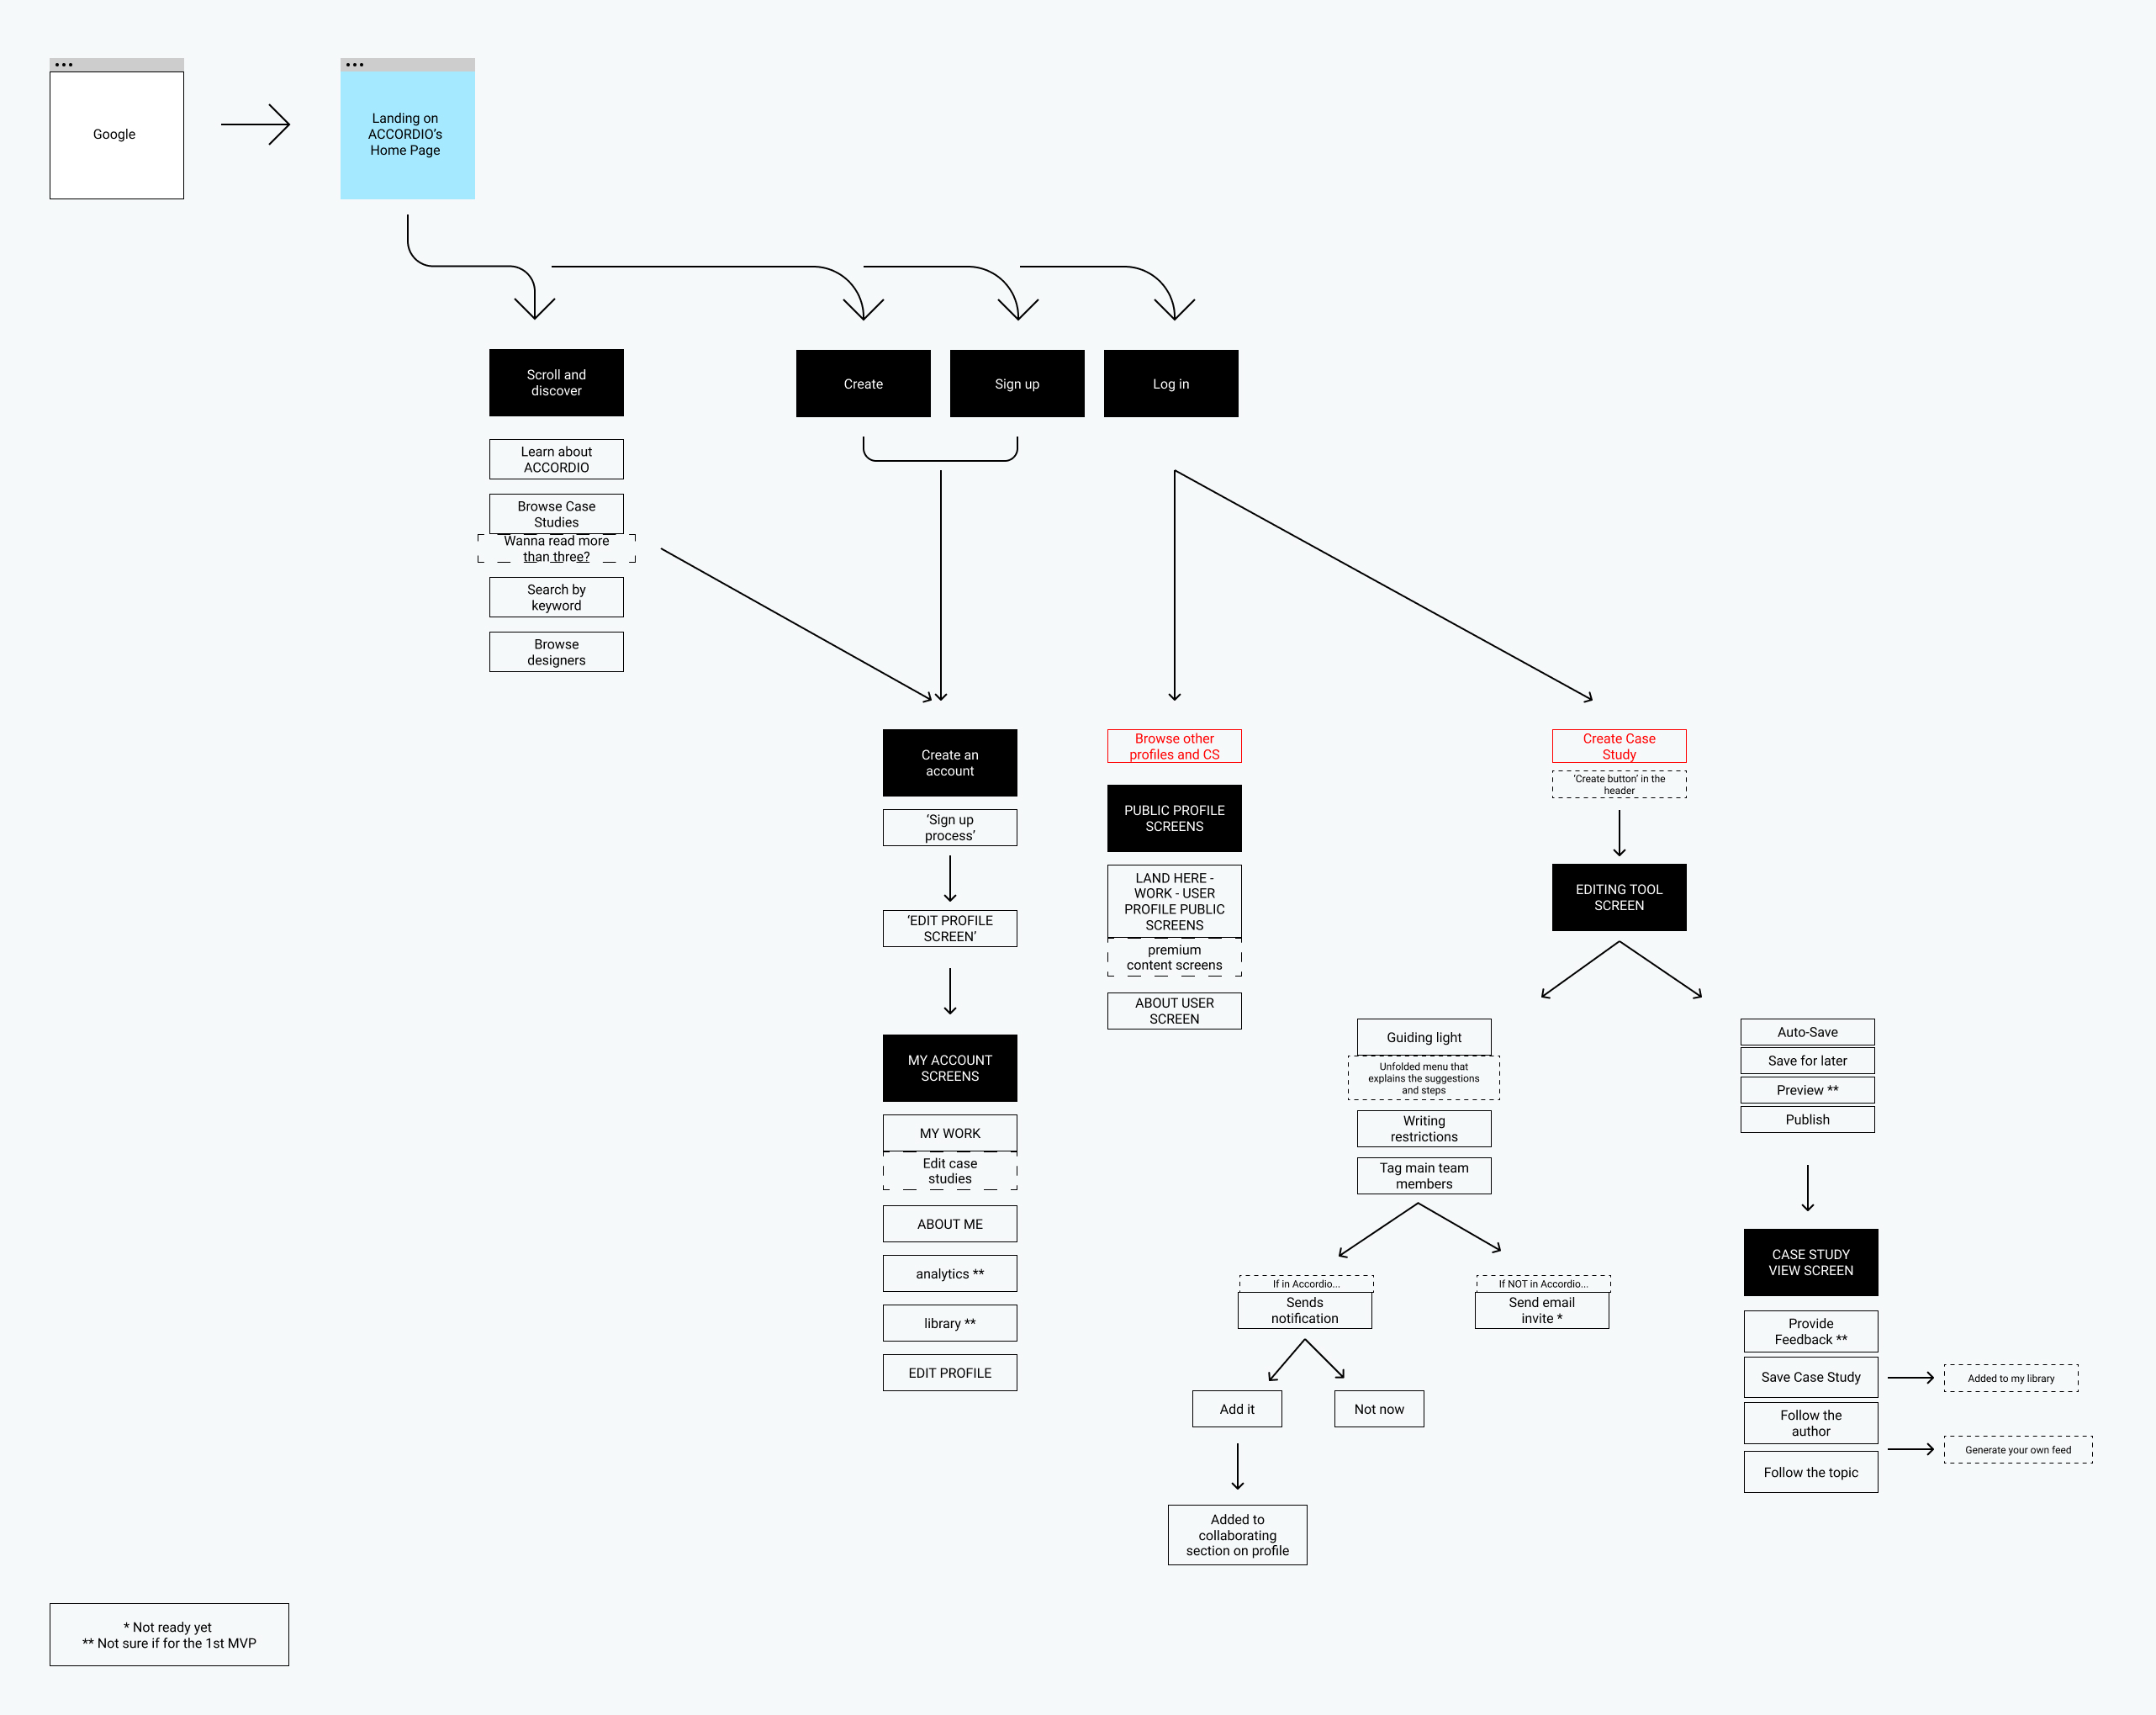 Google
Landing on
ACCORDIO’s
Home Page
Scroll and
discover
Create
Sign up
Log in
Learn about
ACCORDIO
Browse Case
Studies
Wanna read more
than three?
Search by
keyword
Browse
designers
Create an
account
‘Sign up
process’
‘EDIT PROFILE
SCREEN’
MY ACCOUNT
SCREENS
MY WORK
Edit case
studies
ABOUT ME
analytics **
library **
EDIT PROFILE
Browse other
profiles and CS
PUBLIC PROFILE
SCREENS
LAND HERE -
WORK - USER
PROFILE PUBLIC
SCREENS
premium
content screens
ABOUT USER
SCREEN
Create Case
Study
‘Create button’ in the
header
EDITING TOOL
SCREEN
Guiding light
Unfolded menu that
explains the suggestions
and steps
Writing
restrictions
Tag main team
members
If in Accordio...
Sends
notification
If NOT in Accordio...
Send email
invite *
Add it
Not now
Added to
collaborating
section on profile
Auto-Save
Save for later
Preview **
Publish
CASE STUDY
VIEW SCREEN
Provide
Feedback **
Save Case Study
Added to my library
Follow the
author
Follow the topic
Generate your own feed
* Not ready yet
** Not sure if for the 1st MVP